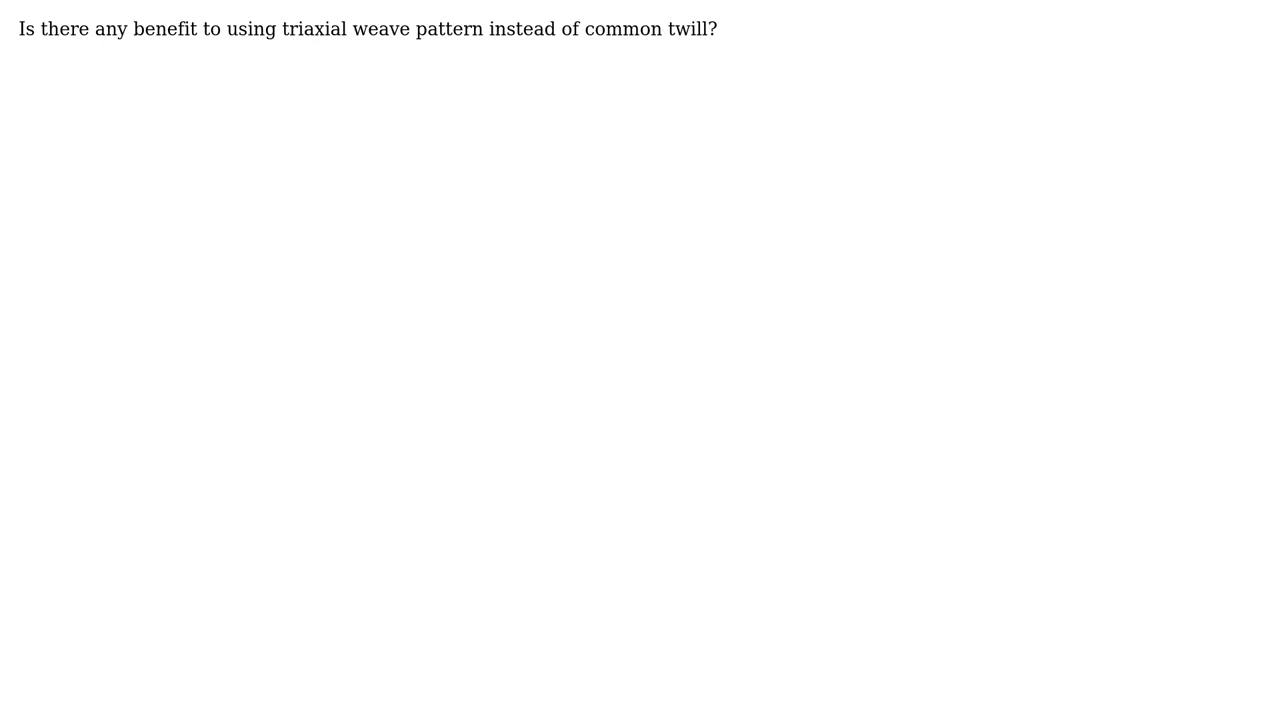 Is there any benefit to using triaxial weave pattern instead of common twill?